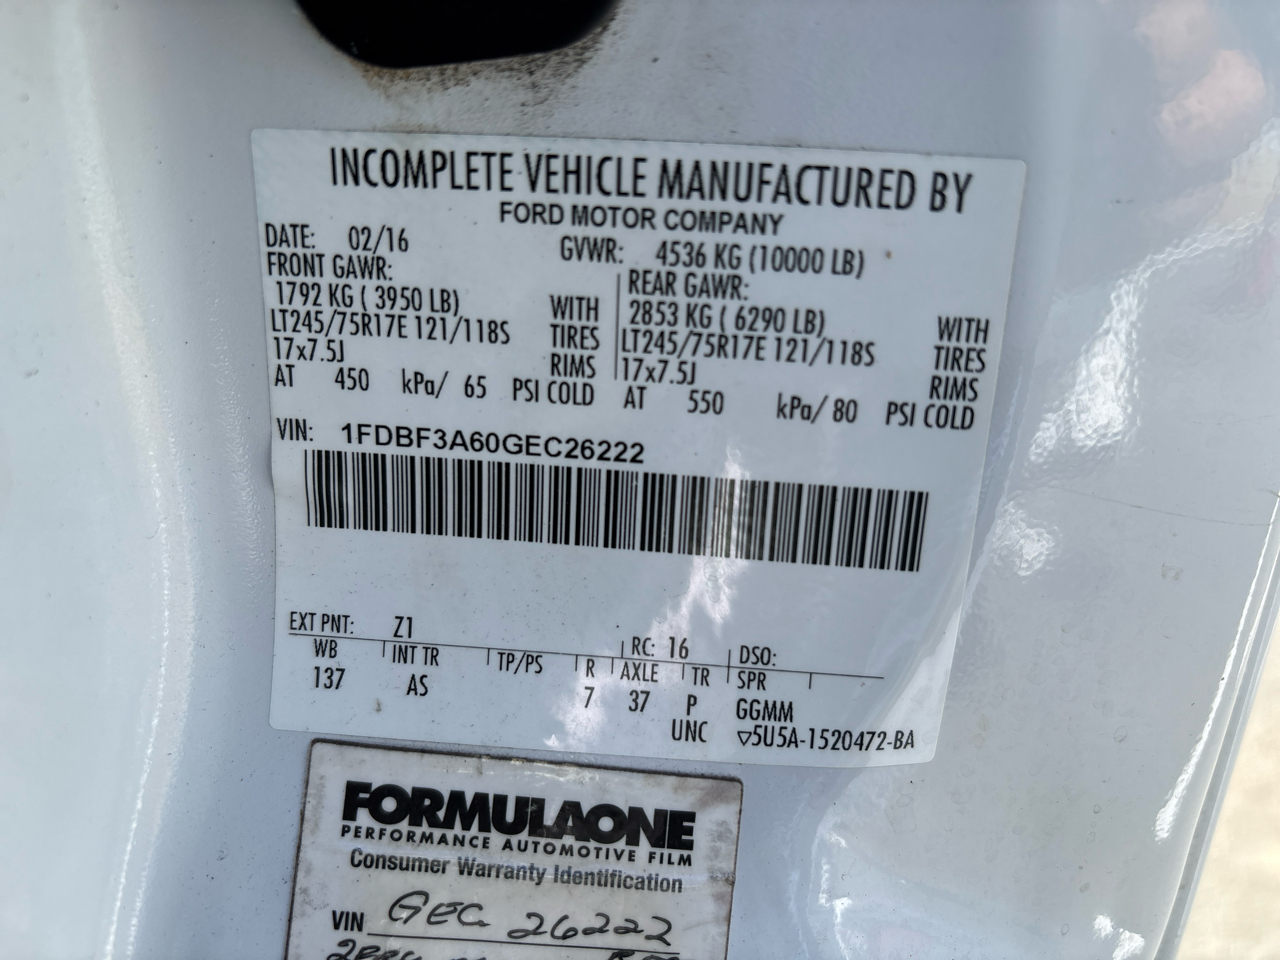 INCOMPLETE VEHICLE MANUFACTURED BY
FORD MOTOR COMPANY
DATE: 02/16 GVWR: 4536 KG (10000 LB)
FRONT GAWR: REAR GAWR:
1792 KG ( 3950 LB) WITH 2853 KG ( 6290 LB) WITH
LT245/75R17E 121/118S TIRES LT245/75R17E 121/118S TIRES
17x7.5J RIMS 17x7.5J RIMS
AT 450 kPa/ 65 PSI COLD AT 550 kPa/ 80 PSI COLD
VIN: 1FDBF3A60GEC26222
EXT PNT: Z1 RC: 16 DSO:
WB INT TR TP/PS R AXLE TR SPR
137 AS 7 37 P GGMM
UNC ▽5U5A-1520472-BA
FORMULAONE
PERFORMANCE AUTOMOTIVE FILM
Consumer Warranty Identification
VIN GEC 26222